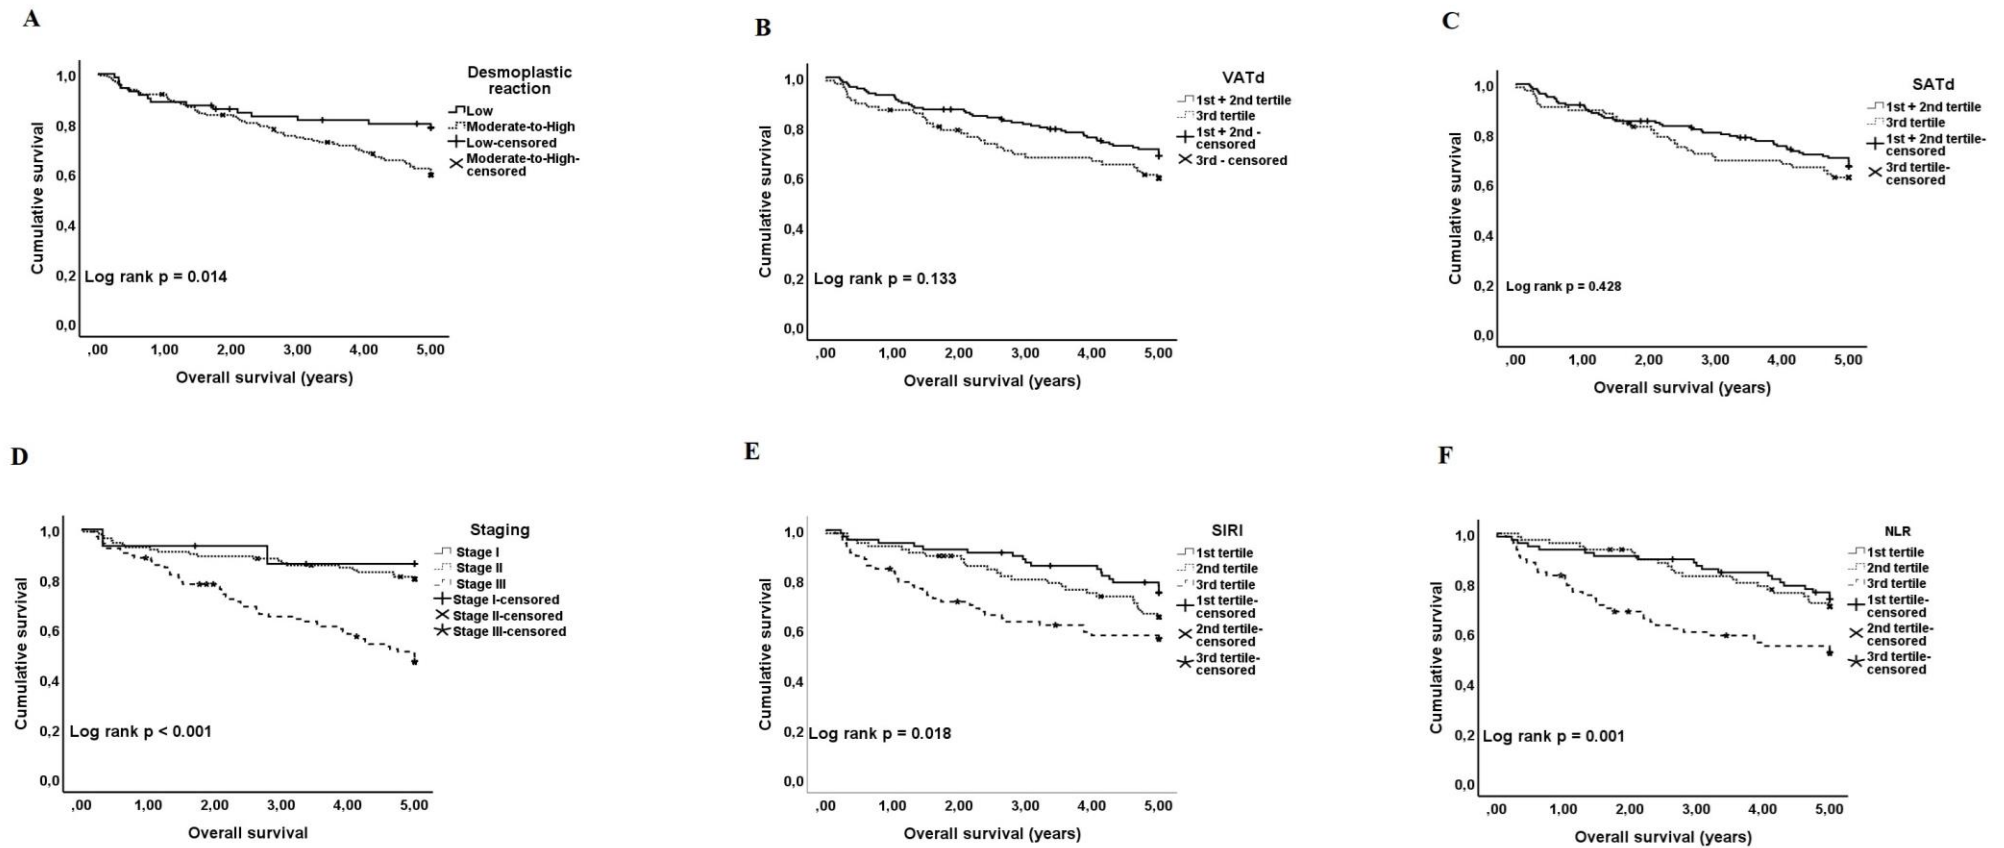 A
Desmoplastic
reaction
Low
Moderate-to-High
Low-censored
Moderate-to-High-
censored
Cumulative survival
1,0
0,8
0,6
0,4
0,2
0,0
Log rank p = 0.014
,00 1,00 2,00 3,00 4,00 5,00
Overall survival (years)
B
VATd
1st + 2nd tertile
3rd tertile
1st + 2nd -
censored
3rd - censored
Cumulative survival
1,0
0,8
0,6
0,4
0,2
0,0
Log rank p = 0.133
,00 1,00 2,00 3,00 4,00 5,00
Overall survival (years)
C
SATd
1st + 2nd tertile
3rd tertile
1st + 2nd tertile-
censored
3rd tertile-
censored
Cumulative survival
1,0
0,8
0,6
0,4
0,2
0,0
Log rank p = 0.428
,00 1,00 2,00 3,00 4,00 5,00
Overall survival (years)
D
Staging
Stage I
Stage II
Stage III
Stage I-censored
Stage II-censored
Stage III-censored
Cumulative survival
1,0
0,8
0,6
0,4
0,2
0,0
Log rank p < 0.001
,00 1,00 2,00 3,00 4,00 5,00
Overall survival
E
SIRI
1st tertile
2nd tertile
3rd tertile
1st tertile-
censored
2nd tertile-
censored
3rd tertile-
censored
Cumulative survival
1,0
0,8
0,6
0,4
0,2
0,0
Log rank p = 0.018
,00 1,00 2,00 3,00 4,00 5,00
Overall survival (years)
F
NLR
1st tertile
2nd tertile
3rd tertile
1st tertile-
censored
2nd tertile-
censored
3rd tertile-
censored
Cumulative survival
1,0
0,8
0,6
0,4
0,2
0,0
Log rank p = 0.001
,00 1,00 2,00 3,00 4,00 5,00
Overall survival (years)